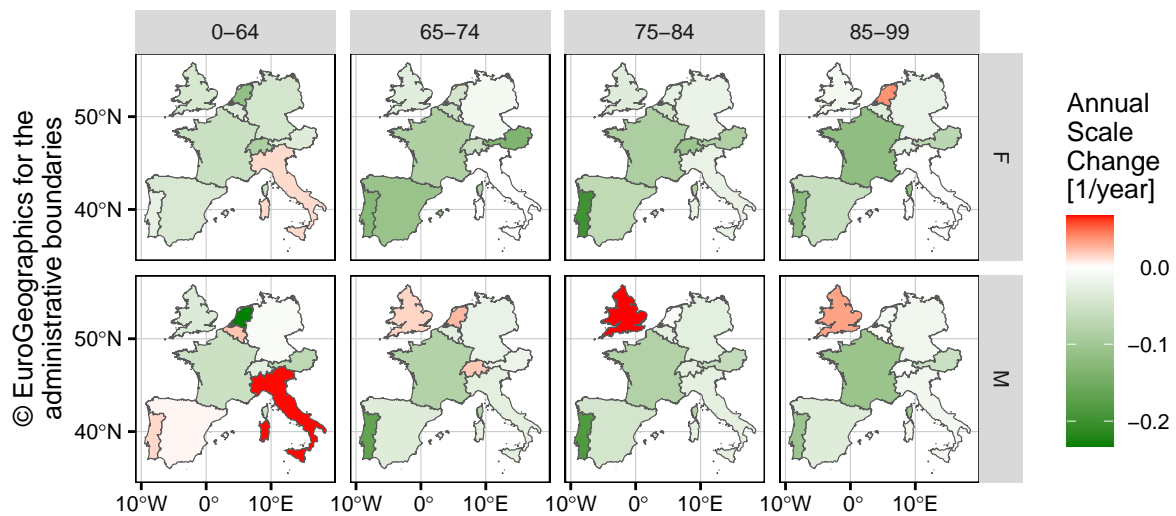 0−64
65−74
75−84
85−99
© EuroGeographics for the
administrative boundaries
50°N
40°N
50°N
40°N
F
M
10°W
0°
10°E
10°W
0°
10°E
10°W
0°
10°E
10°W
0°
10°E
Annual
Scale
Change
[1/year]
0.0
−0.1
−0.2